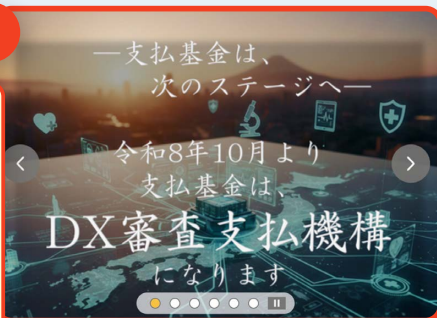 ―支払基金は、
次のステージへ―
令和8年10月より
支払基金は、
DX審査支払機構
になります